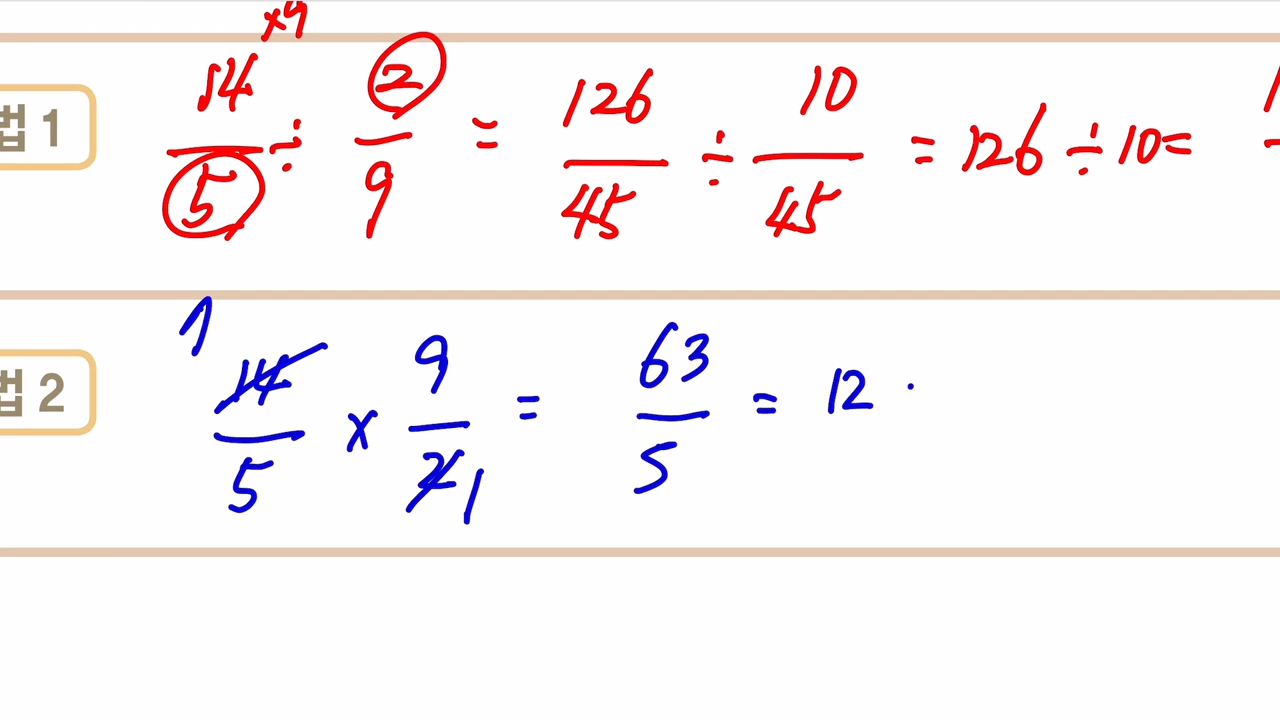 법 1
14/5 ×9 ÷ 2/9 = 126/45 ÷ 10/45 = 126 ÷ 10 =
법 2
7 14/5 × 9/2 1 = 63/5 = 12